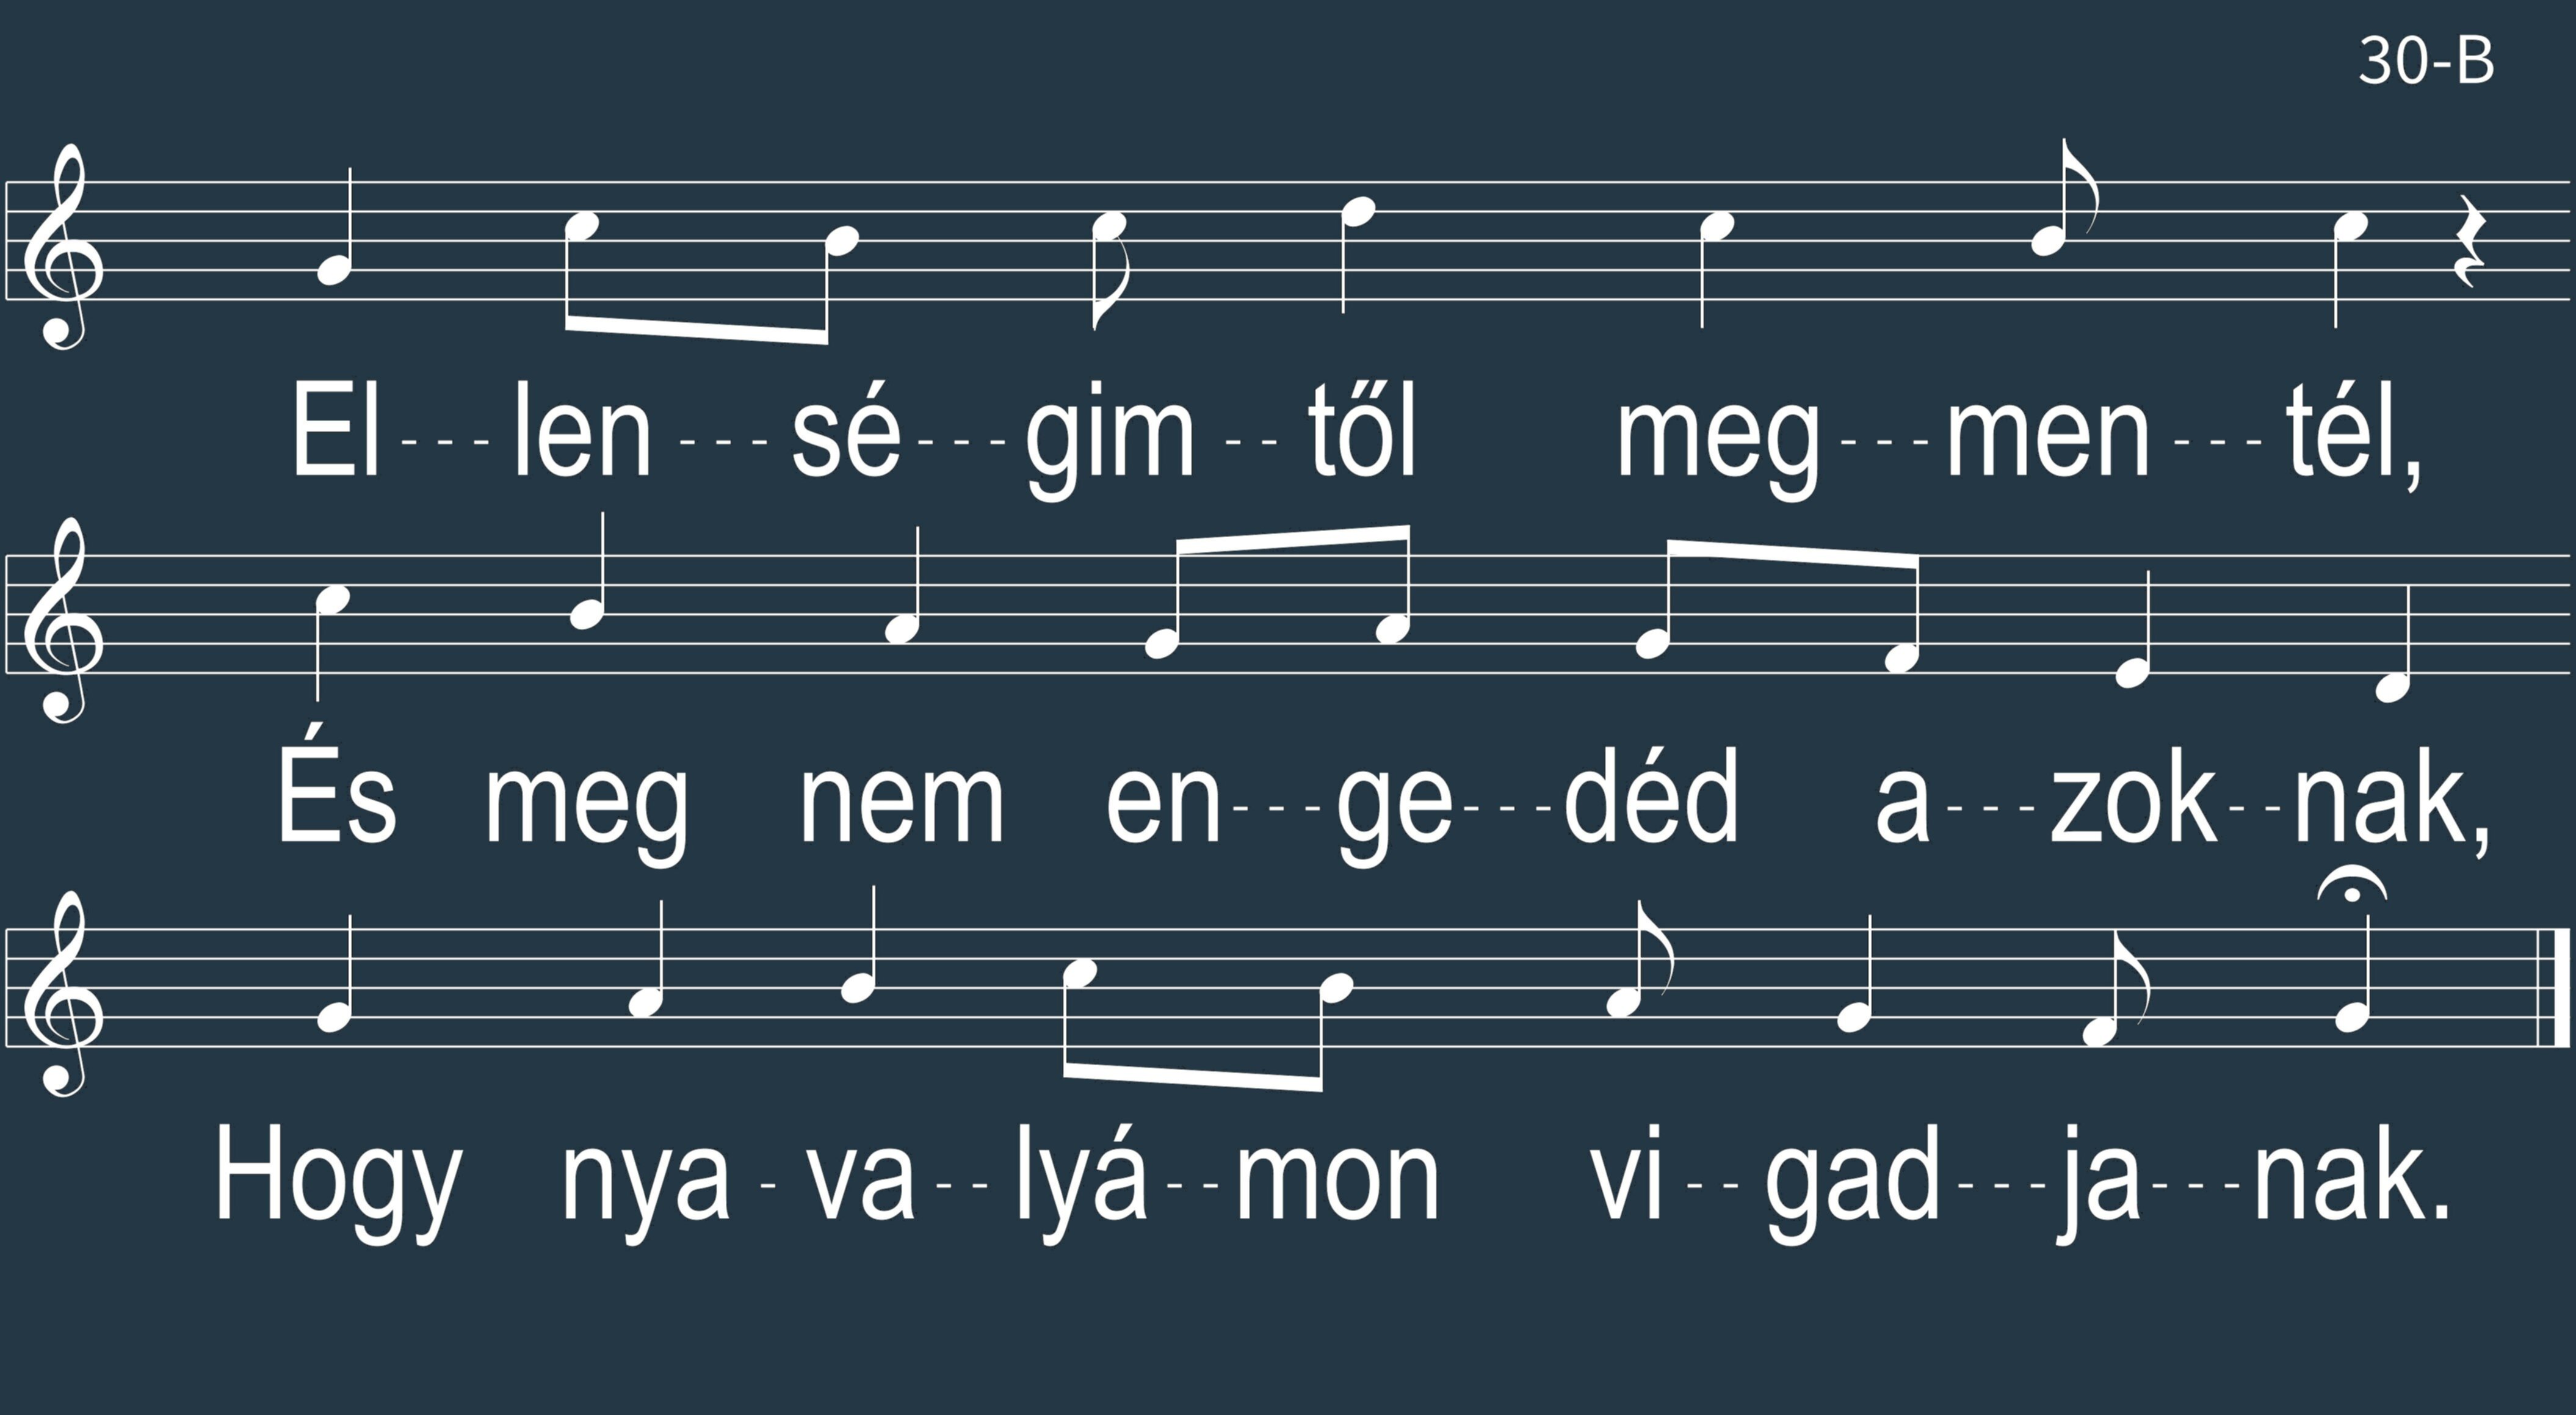 30-B
El---len---sé---gim--től meg---men---tél,
És meg nem en---ge---déd a---zok--nak,
Hogy nya-va--lyá--mon vi--gad---ja---nak.